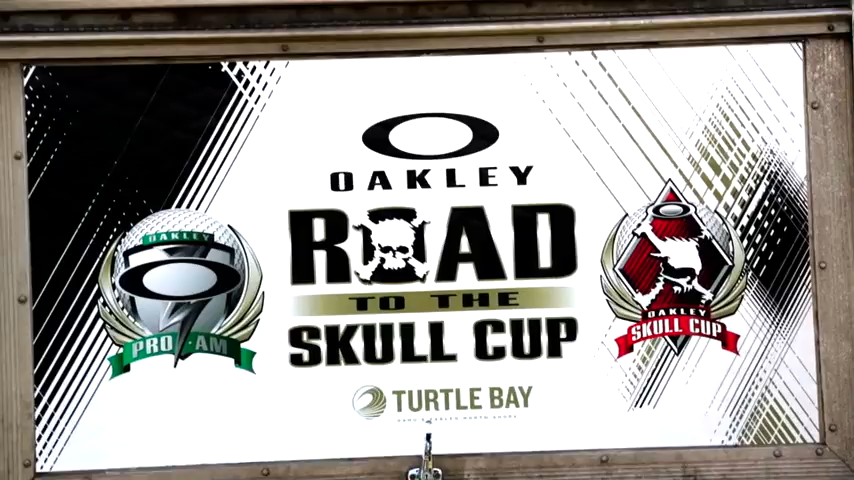 OAKLEY
ROAD
TO THE
SKULL CUP
TURTLE BAY
OAKLEY
PRO-AM
OAKLEY
SKULL CUP